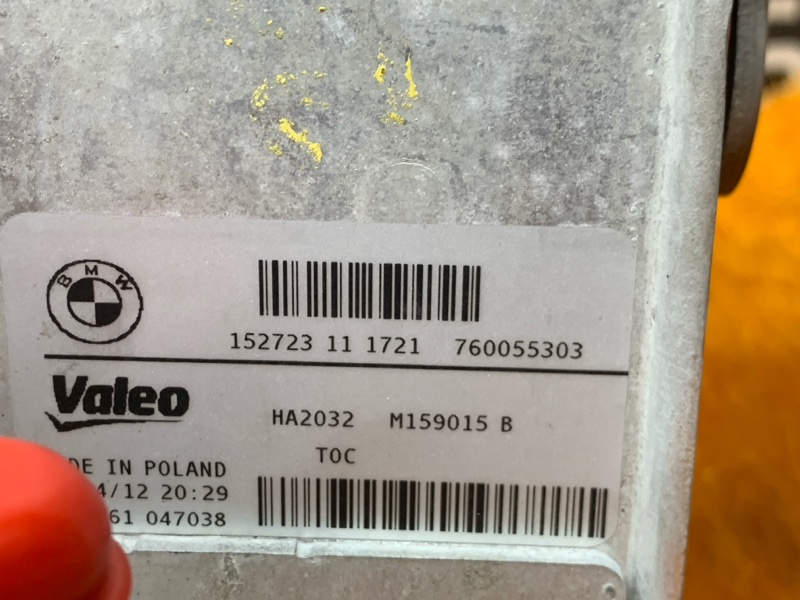 BMW
152723 11 1721 760055303
Valeo
HA2032 M159015 B
TOC
DE IN POLAND
4/12 20:29
61 047038